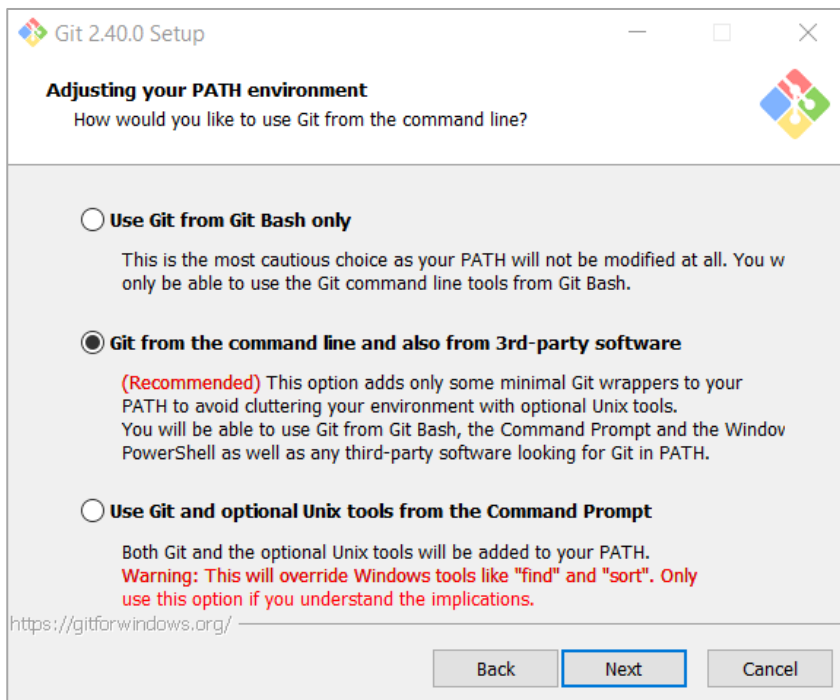 Git 2.40.0 Setup
Adjusting your PATH environment
How would you like to use Git from the command line?
Use Git from Git Bash only
This is the most cautious choice as your PATH will not be modified at all. You w
only be able to use the Git command line tools from Git Bash.
Git from the command line and also from 3rd-party software
(Recommended) This option adds only some minimal Git wrappers to your
PATH to avoid cluttering your environment with optional Unix tools.
You will be able to use Git from Git Bash, the Command Prompt and the Window
PowerShell as well as any third-party software looking for Git in PATH.
Use Git and optional Unix tools from the Command Prompt
Both Git and the optional Unix tools will be added to your PATH.
Warning: This will override Windows tools like "find" and "sort". Only
use this option if you understand the implications.
https://gitforwindows.org/
Back Next Cancel